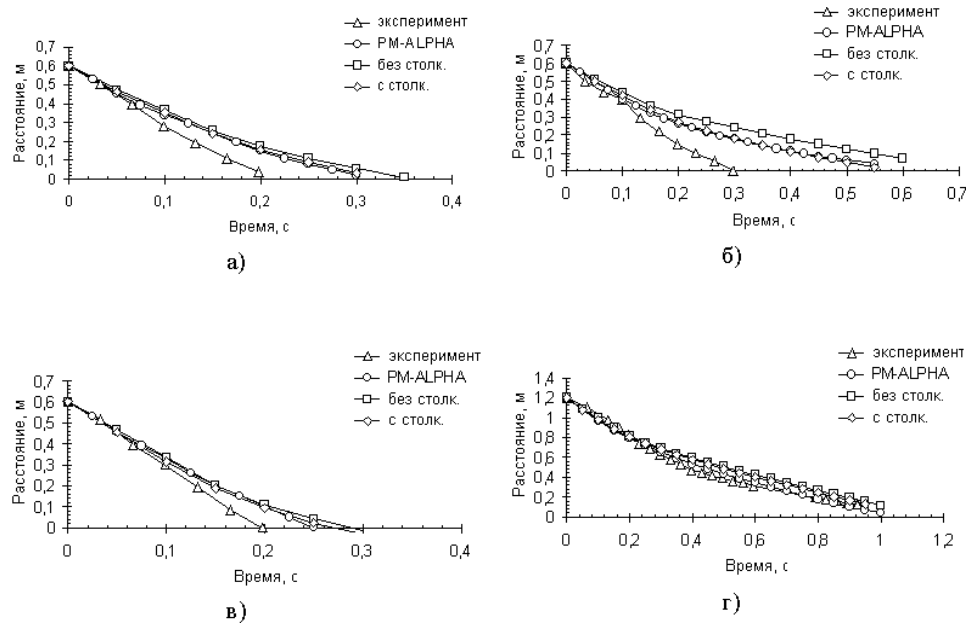 эксперимент
PM-ALPHA
без столк.
с столк.
Расстояние, м
0,7
0,6
0,5
0,4
0,3
0,2
0,1
0
0 0,1 0,2 0,3 0,4
Время, с
а)
эксперимент
PM-ALPHA
без столк.
с столк.
Расстояние, м
0,7
0,6
0,5
0,4
0,3
0,2
0,1
0
0 0,1 0,2 0,3 0,4 0,5 0,6 0,7
Время, с
б)
эксперимент
PM-ALPHA
без столк.
с столк.
Расстояние, м
0,7
0,6
0,5
0,4
0,3
0,2
0,1
0
0 0,1 0,2 0,3 0,4
Время, с
в)
эксперимент
PM-ALPHA
без столк.
с столк.
Расстояние, м
1,4
1,2
1
0,8
0,6
0,4
0,2
0
0 0,2 0,4 0,6 0,8 1 1,2
Время, с
г)